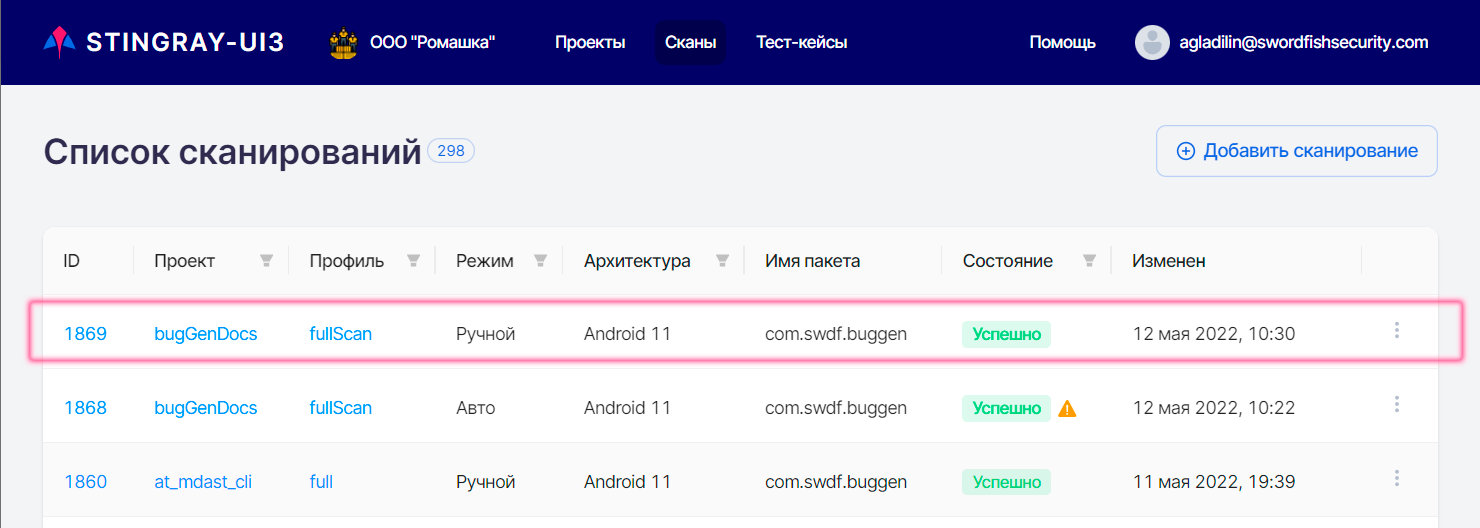 STINGRAY-UI3 ООО "Ромашка" Проекты Сканы Тест-кейсы Помощь agladilin@swordfishsecurity.com
Список сканирований 298 Добавить сканирование
ID Проект Профиль Режим Архитектура Имя пакета Состояние Изменен
1869 bugGenDocs fullScan Ручной Android 11 com.swdf.buggen Успешно 12 мая 2022, 10:30
1868 bugGenDocs fullScan Авто Android 11 com.swdf.buggen Успешно 12 мая 2022, 10:22
1860 at_mdast_cli full Ручной Android 11 com.swdf.buggen Успешно 11 мая 2022, 19:39